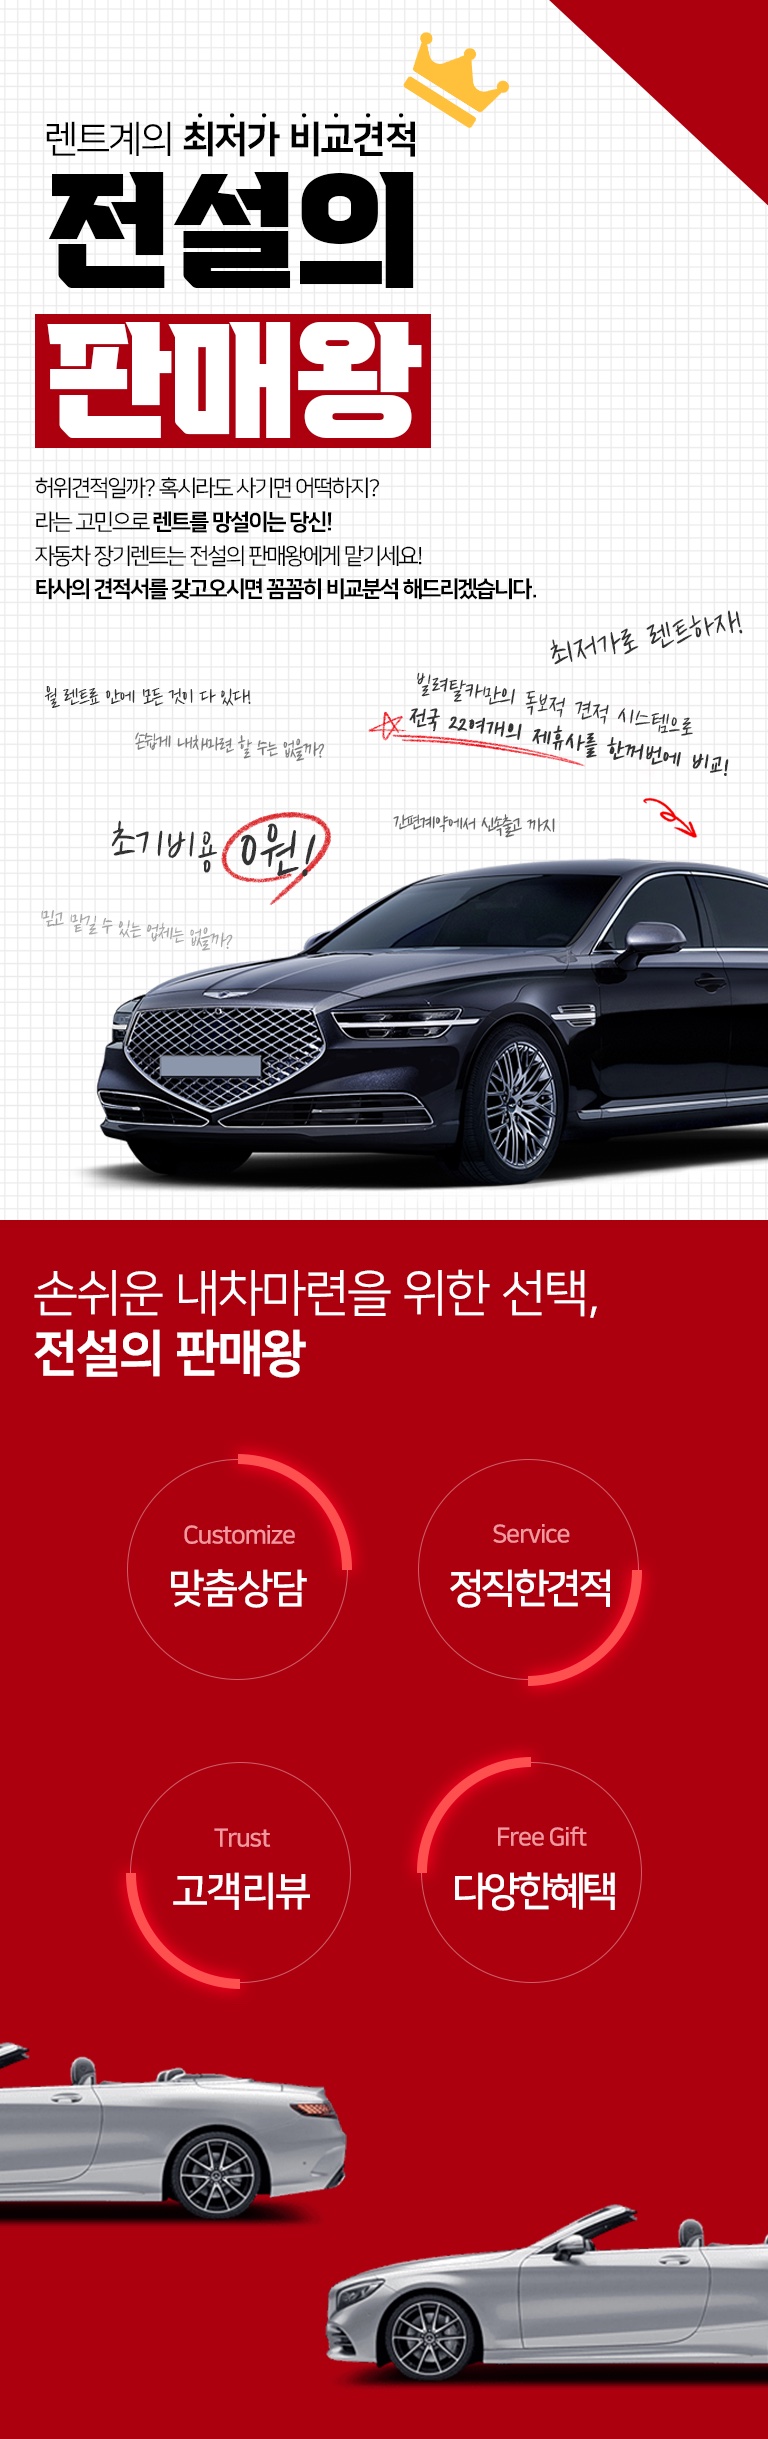 렌트계의 최저가 비교견적
전설의
판매왕
허위견적일까? 혹시라도 사기면 어떡하지?
라는 고민으로 렌트를 망설이는 당신!
자동차 장기렌트는 전설의 판매왕에게 맡기세요!
타사의 견적서를 갖고오시면 꼼꼼히 비교분석 해드리겠습니다.
최저가로 렌트하자!
월 렌트료 안에 모든 것이 다 있다!
빌려탈카만의 독보적 견적 시스템으로
전국 22여개의 제휴사를 한꺼번에 비교!
손쉽게 내차마련 할 수는 없을까?
초기비용 0원!
간편계약에서 신속출고 까지
믿고 맡길 수 있는 업체는 없을까?
손쉬운 내차마련을 위한 선택,
전설의 판매왕
Customize
맞춤상담
Service
정직한견적
Trust
고객리뷰
Free Gift
다양한혜택